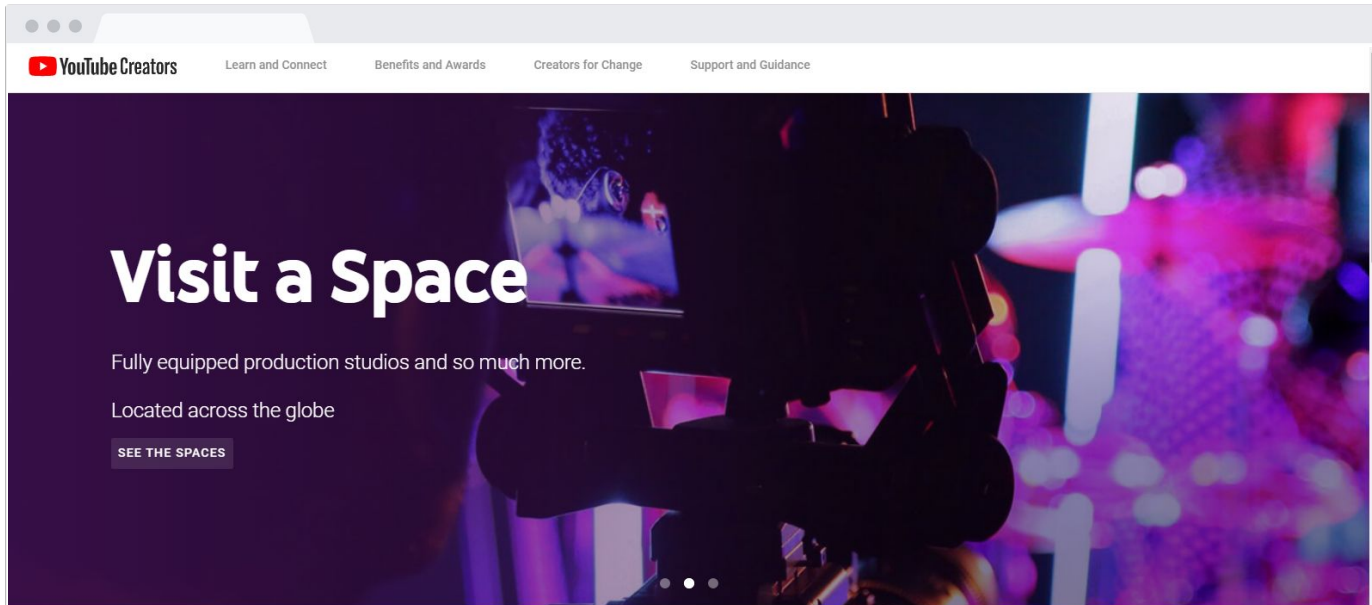 YouTube Creators
Learn and Connect
Benefits and Awards
Creators for Change
Support and Guidance
Visit a Space
Fully equipped production studios and so much more.
Located across the globe
SEE THE SPACES